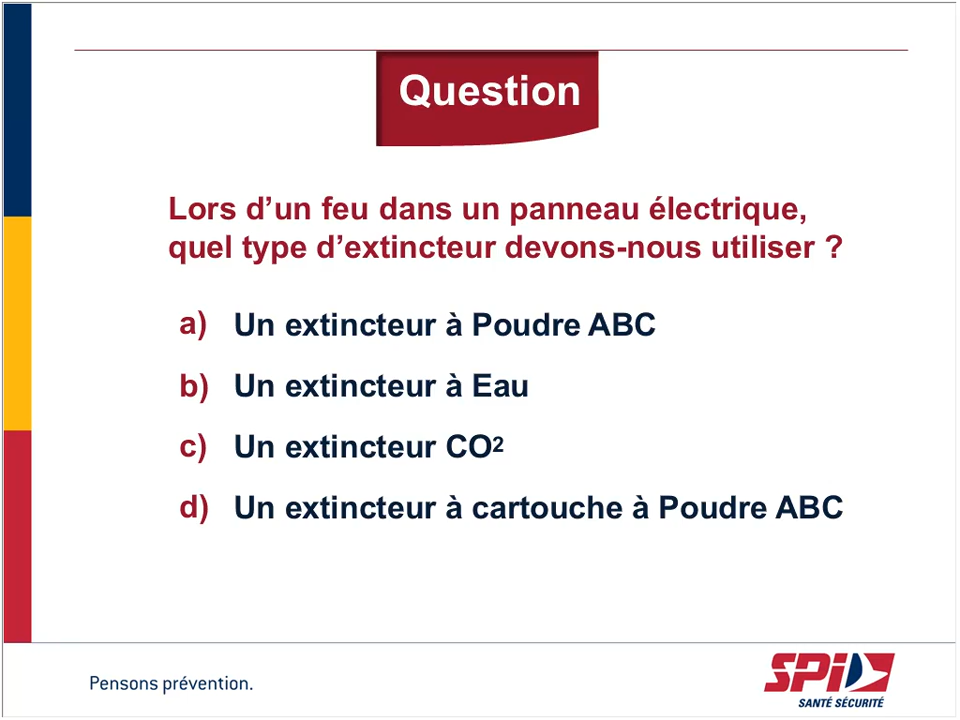 Question
Lors d’un feu dans un panneau électrique,
quel type d’extincteur devons-nous utiliser ?
a) Un extincteur à Poudre ABC
b) Un extincteur à Eau
c) Un extincteur CO2
d) Un extincteur à cartouche à Poudre ABC
Pensons prévention.
SPI
SANTÉ SÉCURITÉ